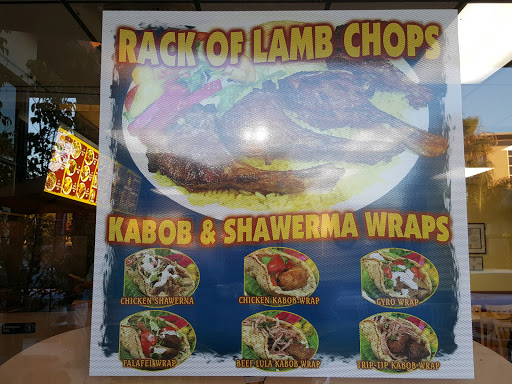 RACK OF LAMB CHOPS
KABOB & SHAWERMA WRAPS
CHICKEN SHAWERNA
CHICKEN KABOB WRAP
GYRO WRAP
FALAFEL WRAP
BEEF LULA KABOB WRAP
TRIP-TIP KABOB WRAP